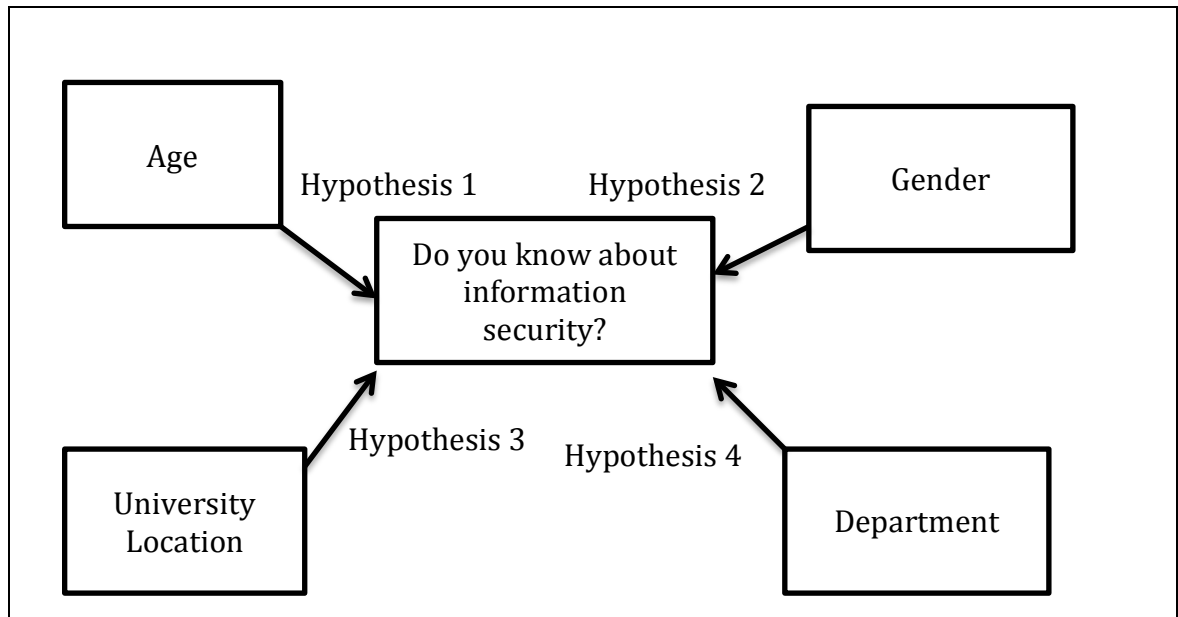 Age
Hypothesis 1
Hypothesis 2
Gender
Do you know about
information
security?
Hypothesis 3
Hypothesis 4
University
Location
Department